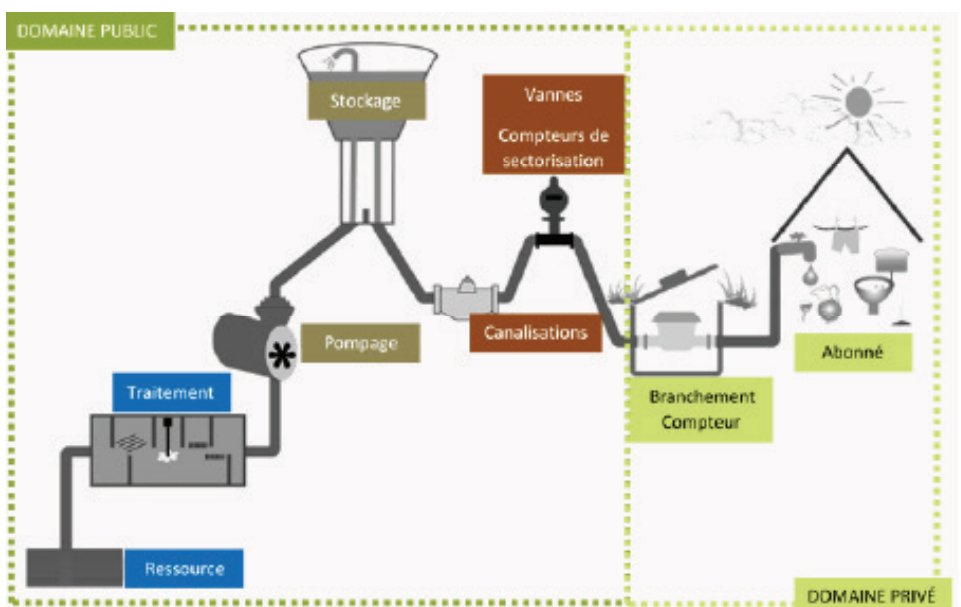 DOMAINE PUBLIC
Stockage
Vannes
Compteurs de
sectorisation
Pompage
Canalisations
Abonné
Traitement
Branchement
Compteur
Ressource
DOMAINE PRIVÉ